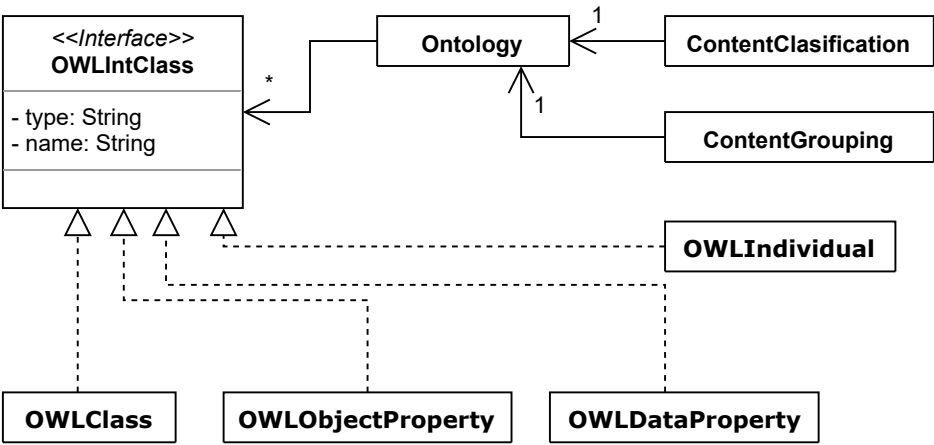 <<Interface>>
OWLIntClass
- type: String
- name: String
*
Ontology
1
ContentClasification
1
ContentGrouping
OWLIndividual
OWLClass
OWLObjectProperty
OWLDataProperty